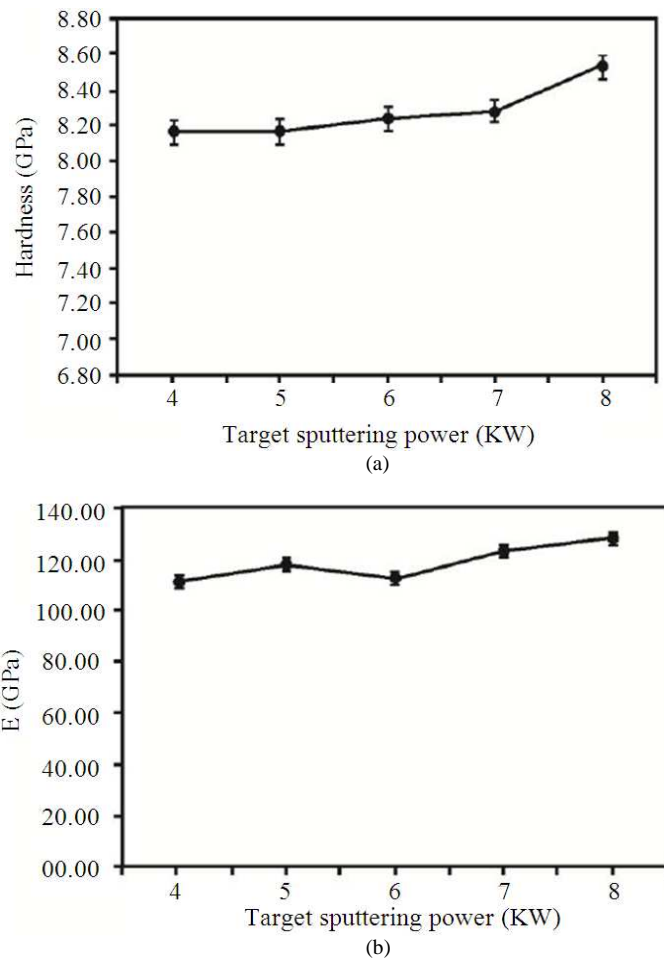 8.80
8.60
8.40
8.20
8.00
7.80
7.60
7.40
7.20
7.00
6.80
Hardness (GPa)
4 5 6 7 8
Target sputtering power (KW)
(a)
140.00
120.00
100.00
80.00
60.00
40.00
20.00
00.00
E (GPa)
4 5 6 7 8
Target sputtering power (KW)
(b)